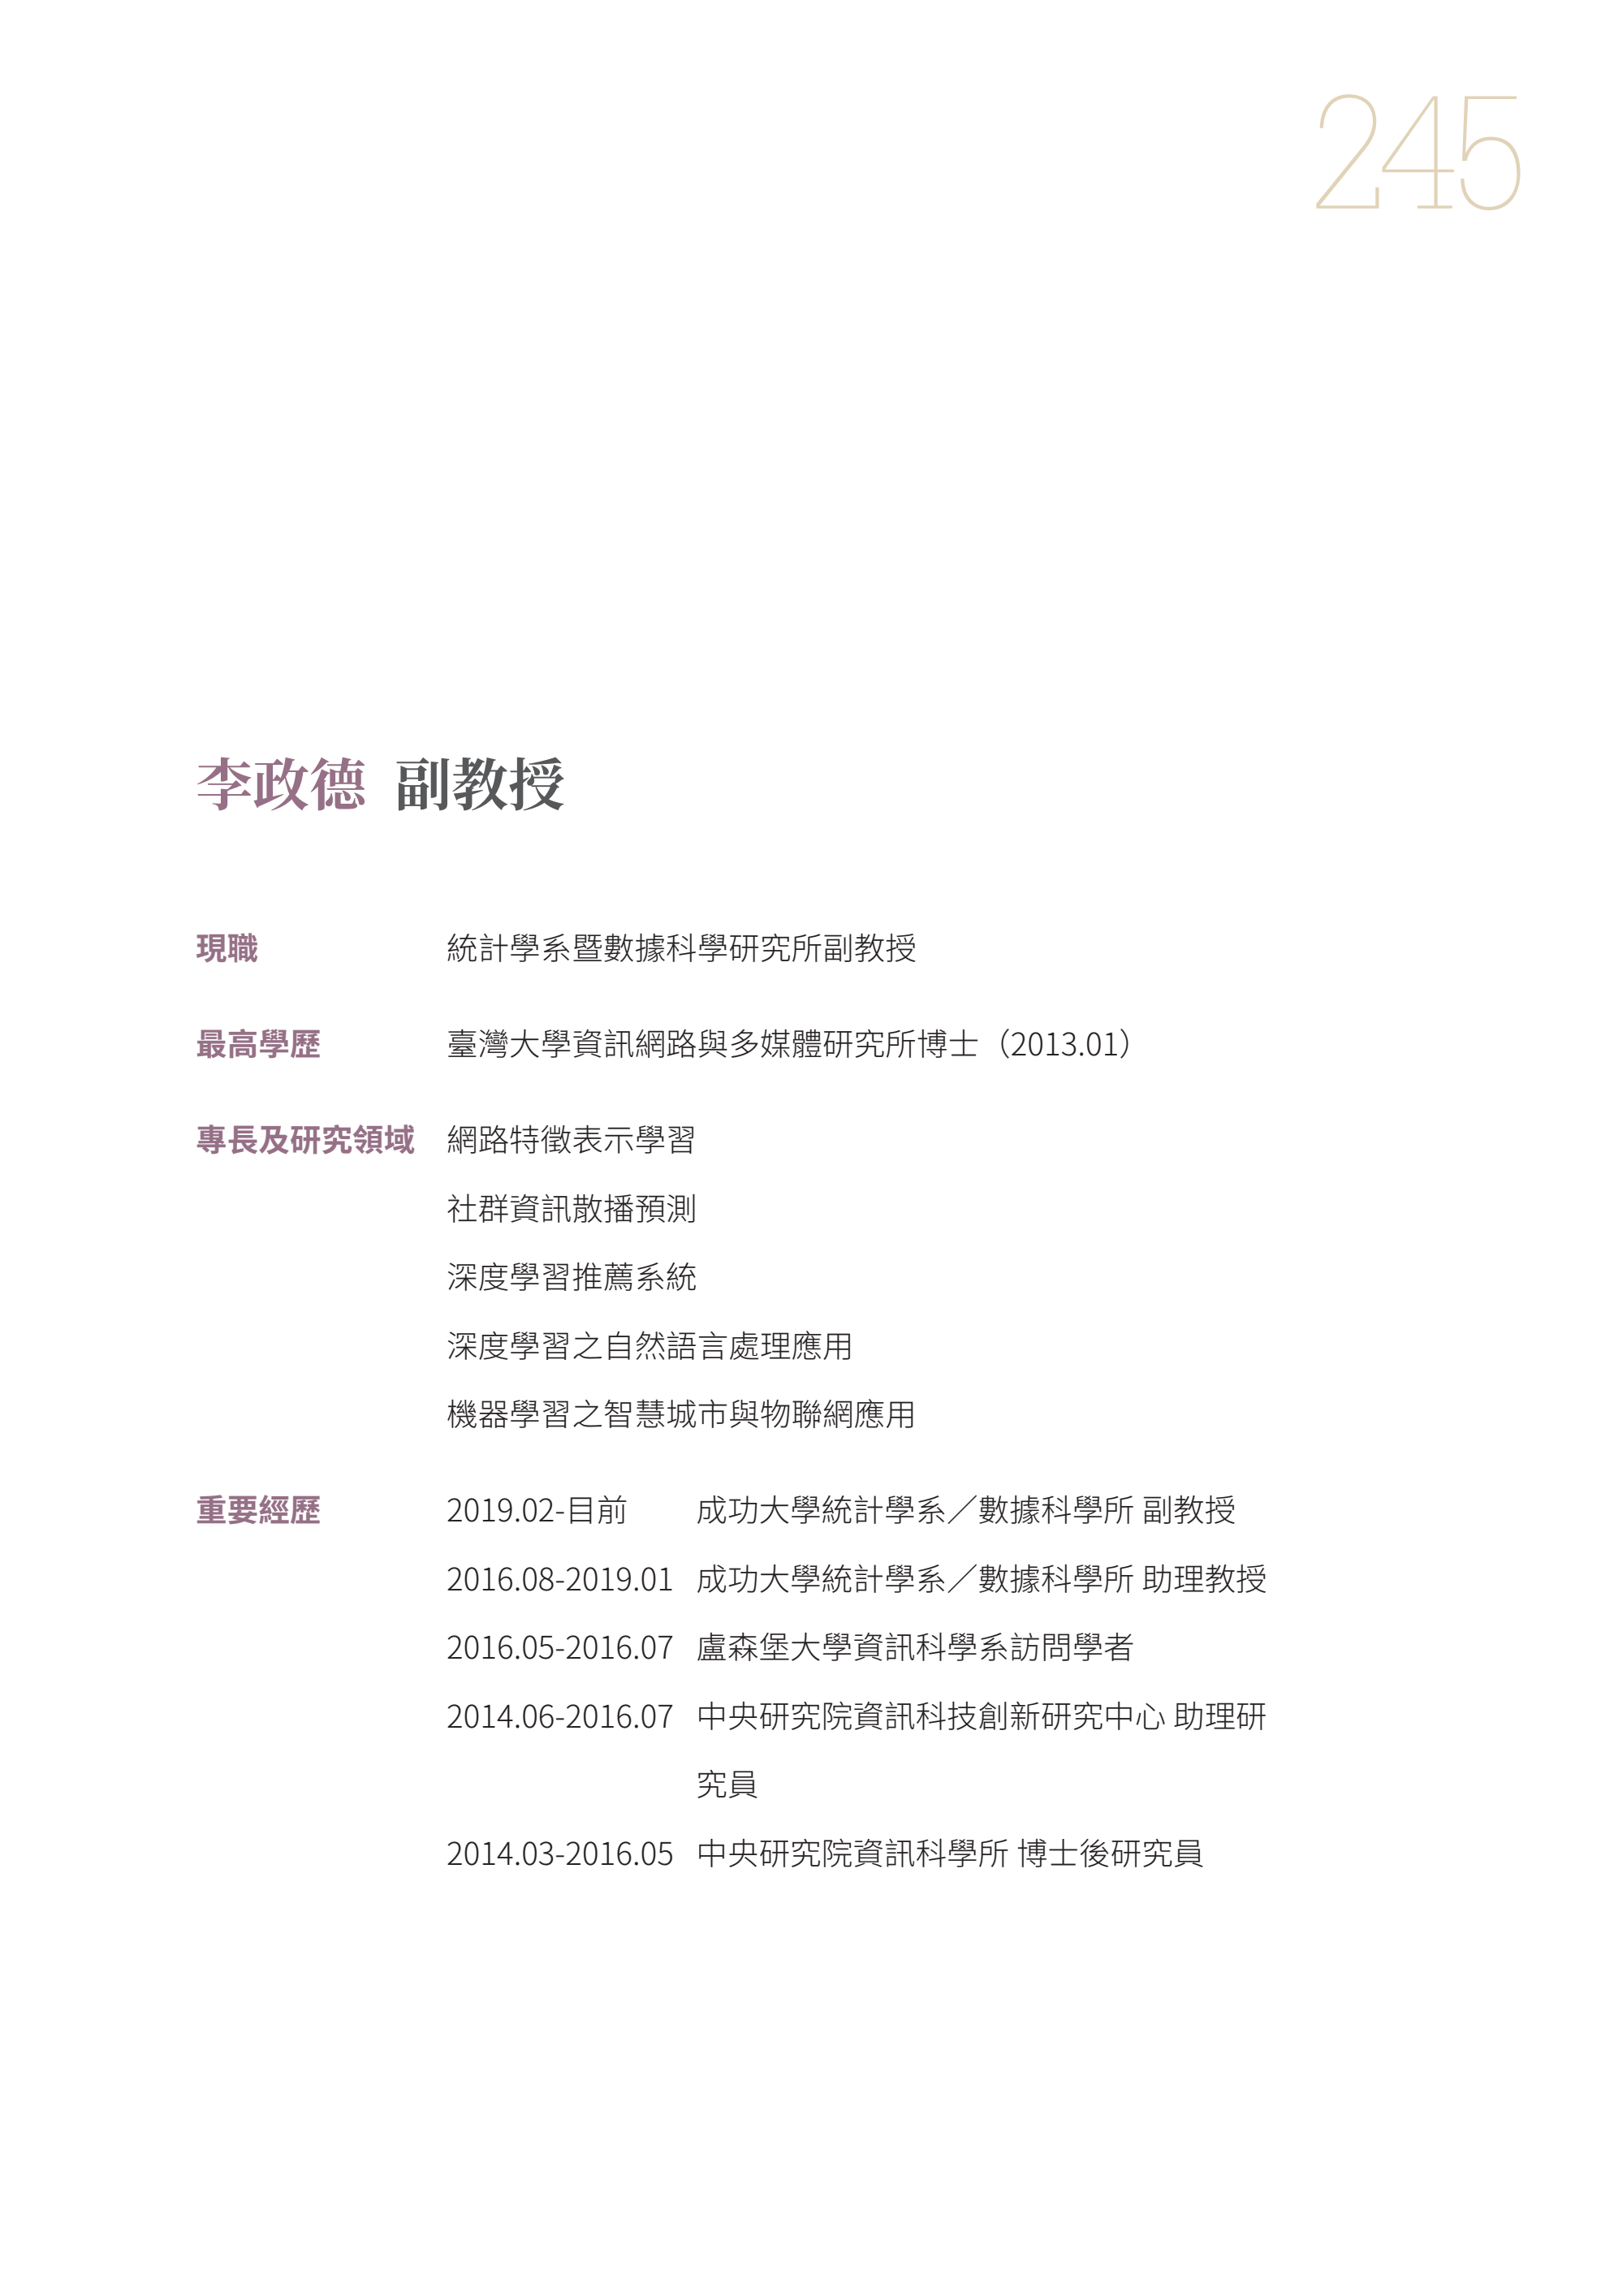 245
李政德 副教授
現職 統計學系暨數據科學研究所副教授
最高學歷 臺灣大學資訊網路與多媒體研究所博士（2013.01）
專長及研究領域 網路特徵表示學習
社群資訊散播預測
深度學習推薦系統
深度學習之自然語言處理應用
機器學習之智慧城市與物聯網應用
重要經歷 2019.02-目前 成功大學統計學系／數據科學所 副教授
2016.08-2019.01 成功大學統計學系／數據科學所 助理教授
2016.05-2016.07 盧森堡大學資訊科學系訪問學者
2014.06-2016.07 中央研究院資訊科技創新研究中心 助理研
究員
2014.03-2016.05 中央研究院資訊科學所 博士後研究員